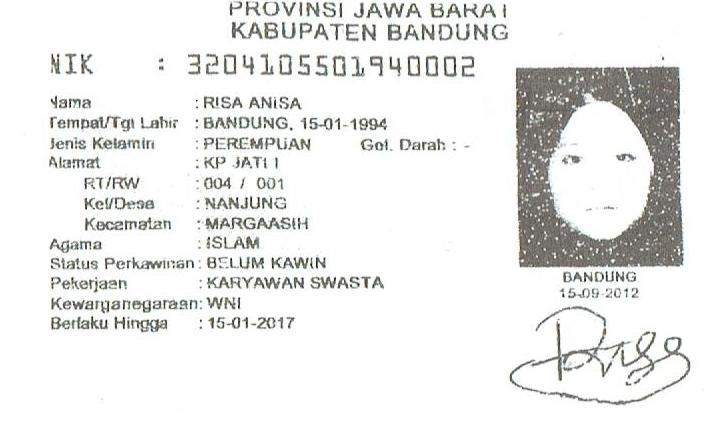 PROVINSI JAWA BARAT
KABUPATEN BANDUNG
NIK : 3204105501940002
Nama : RISA ANISA
Tempat/Tgl Lahir : BANDUNG, 15-01-1994
Jenis Kelamin : PEREMPUAN Gol. Darah : -
Alamat : KP JATI I
RT/RW : 004 / 001
Kel/Desa : NANJUNG
Kecamatan : MARGAASIH
Agama : ISLAM
Status Perkawinan : BELUM KAWIN
Pekerjaan : KARYAWAN SWASTA
Kewarganegaraan: WNI
Berlaku Hingga : 15-01-2017
BANDUNG
15-09-2012